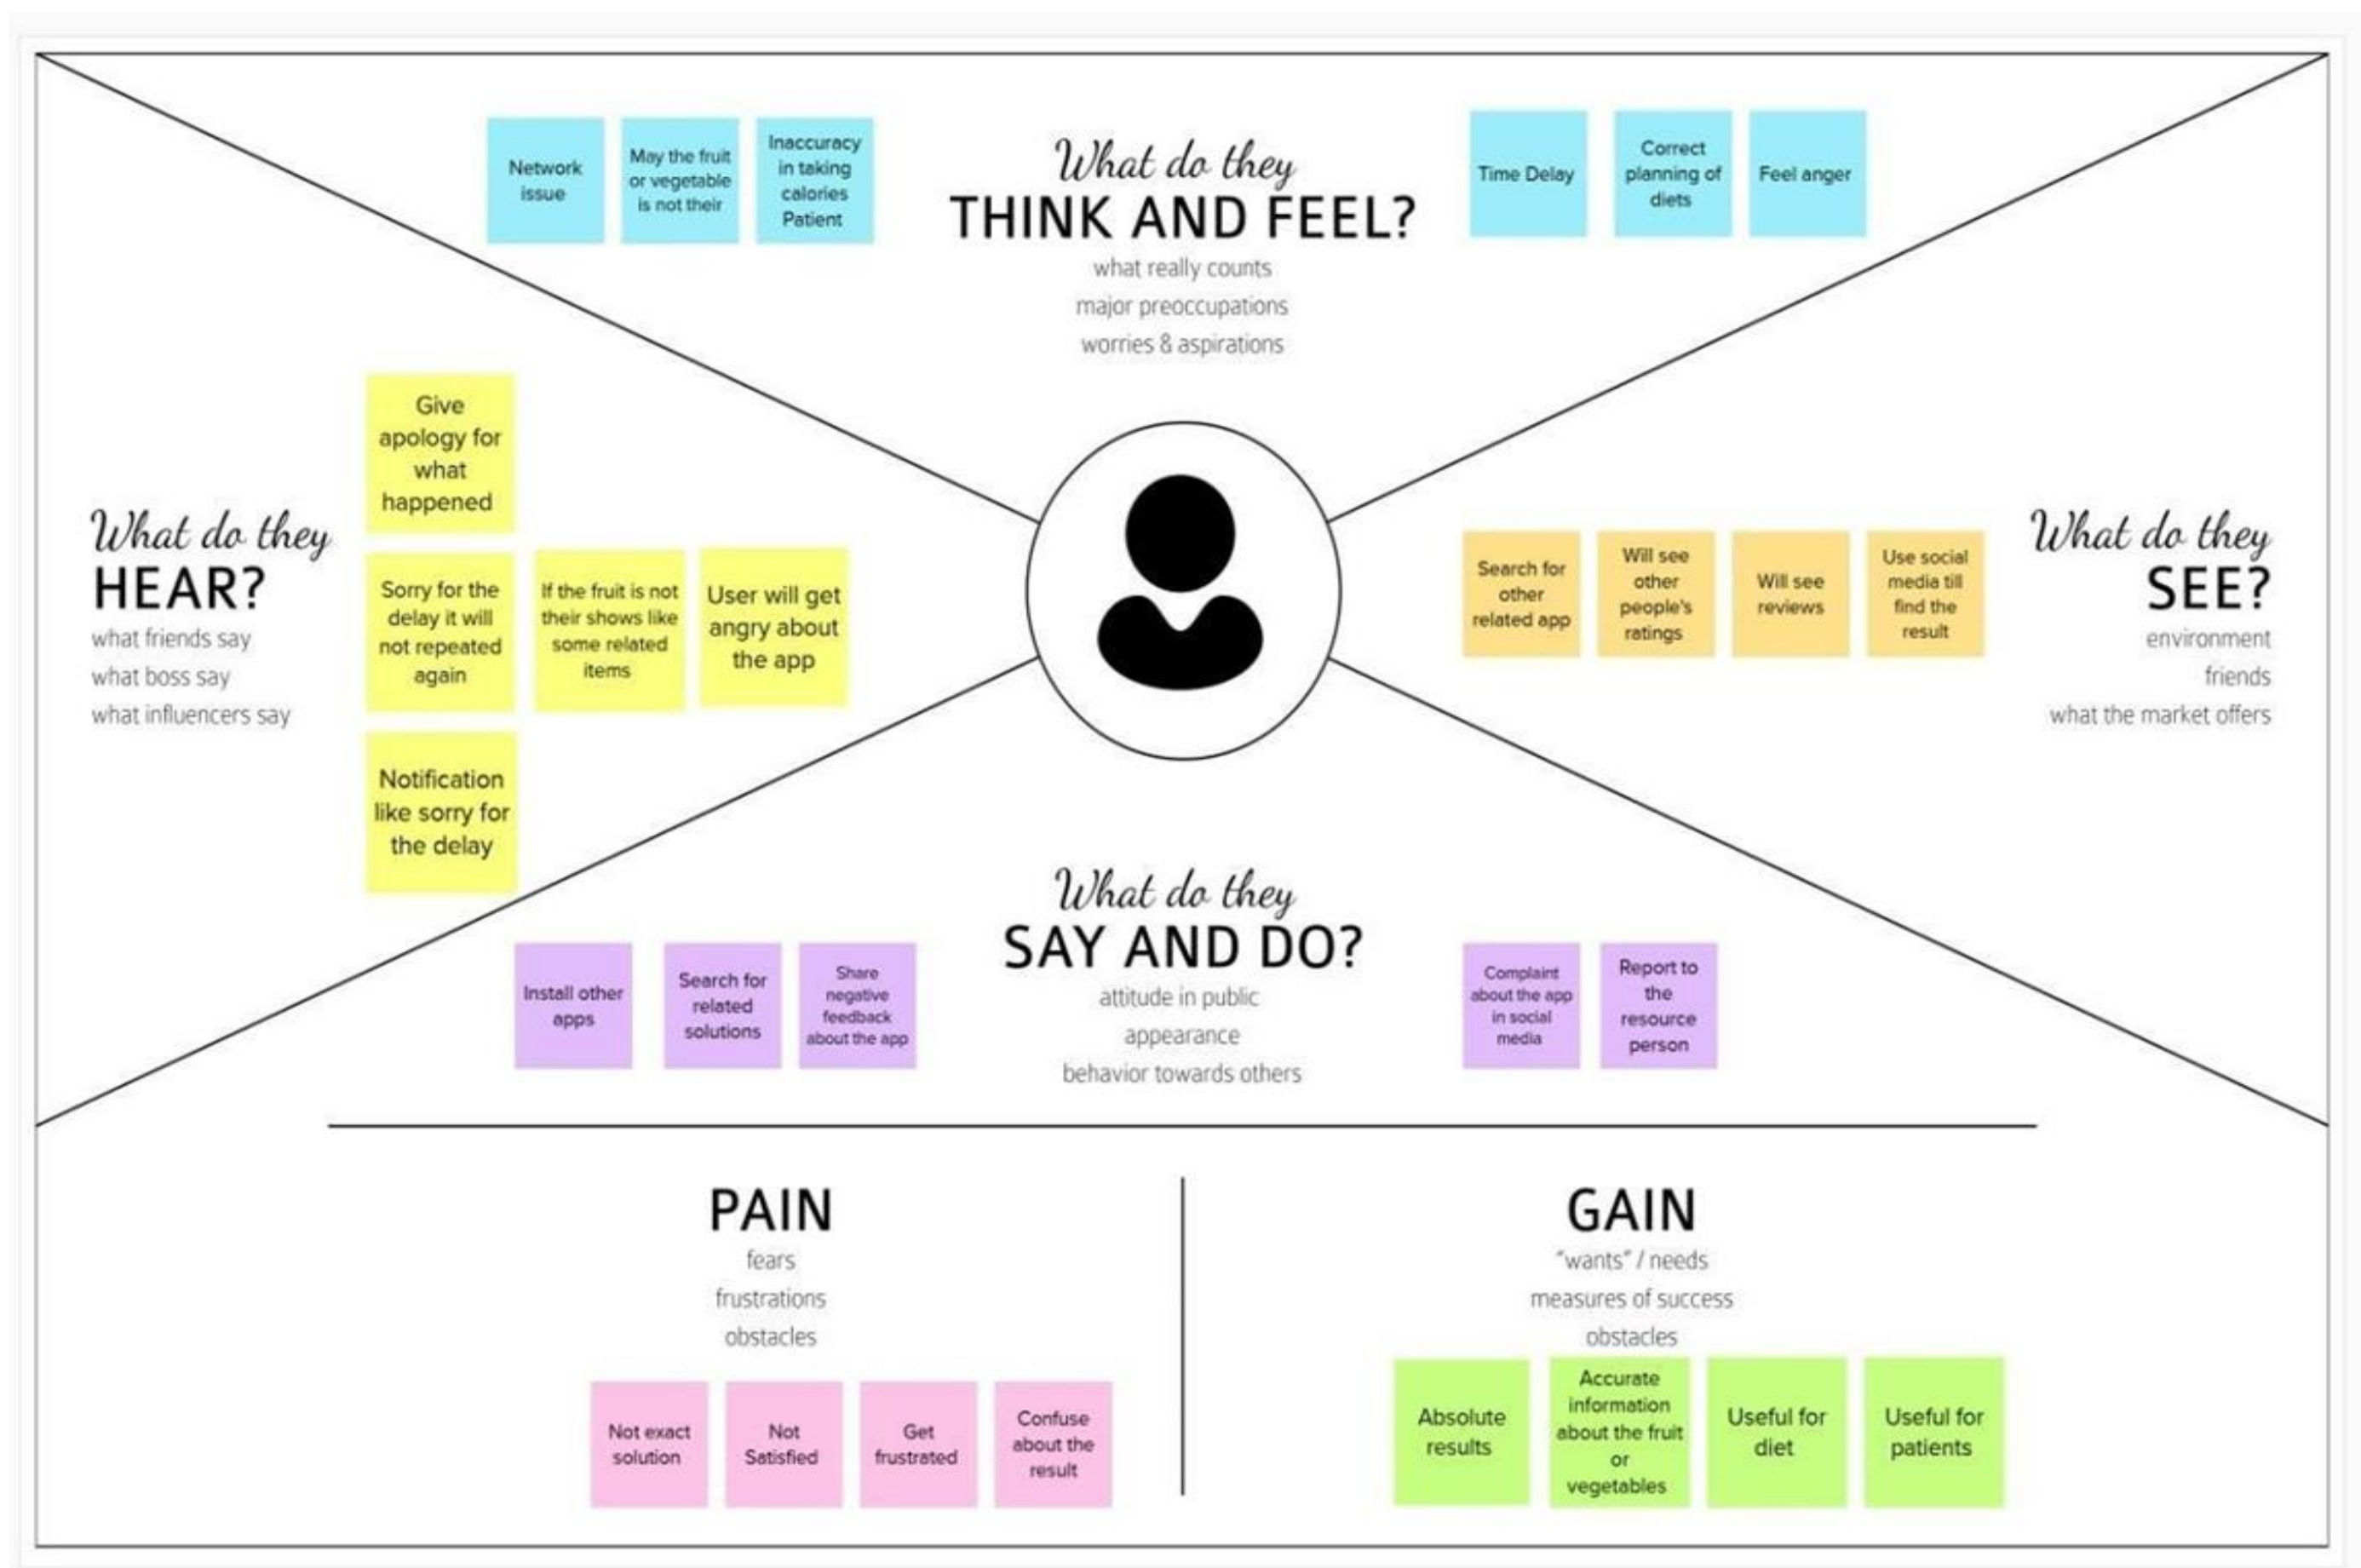 Network
issue
May the fruit
or vegetable
is not their
Inaccuracy
in taking
calories
Patient
What do they
THINK AND FEEL?
what really counts
major preoccupations
worries & aspirations
Time Delay
Correct
planning of
diets
Feel anger
What do they
HEAR?
what friends say
what boss say
what influencers say
Give
apology for
what
happened
Sorry for the
delay it will
not repeated
again
If the fruit is not
their shows like
some related
items
User will get
angry about
the app
Notification
like sorry for
the delay
Search for
other
related app
Will see
other
people's
ratings
Will see
reviews
Use social
media till
find the
result
What do they
SEE?
environment
friends
what the market offers
Install other
apps
Search for
related
solutions
Share
negative
feedback
about the app
What do they
SAY AND DO?
attitude in public
appearance
behavior towards others
Complaint
about the app
in social
media
Report to
the
resource
person
PAIN
fears
frustrations
obstacles
Not exact
solution
Not
Satisfied
Get
frustrated
Confuse
about the
result
GAIN
"wants" / needs
measures of success
obstacles
Absolute
results
Accurate
information
about the fruit
or
vegetables
Useful for
diet
Useful for
patients